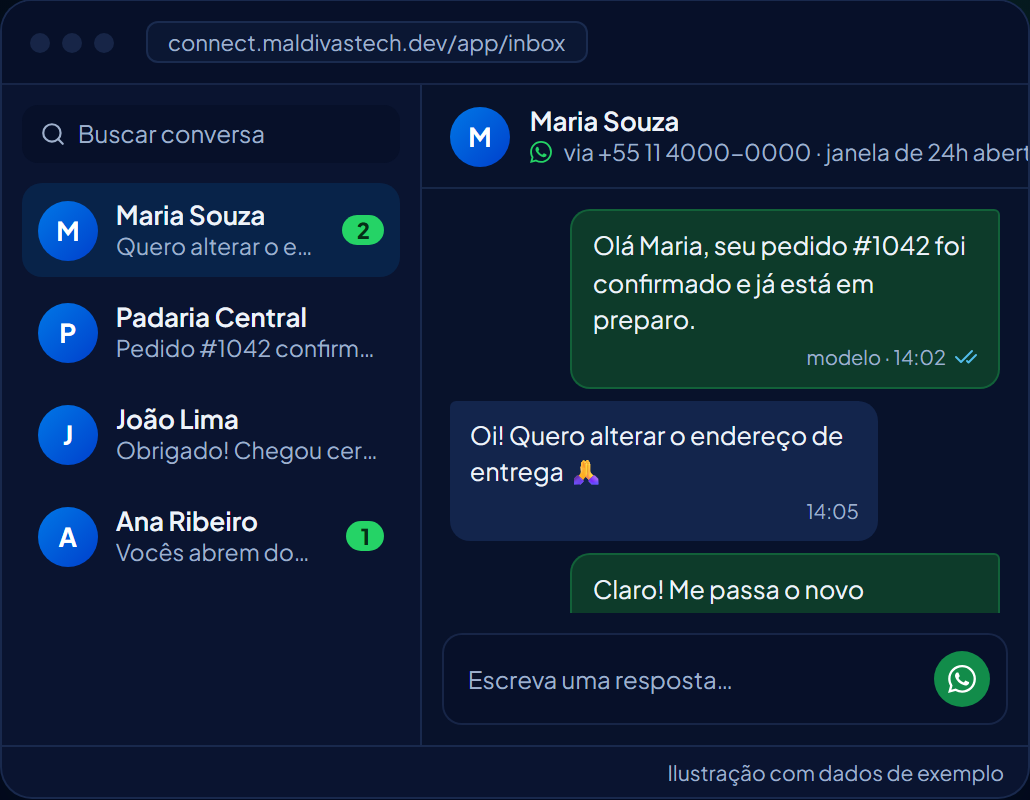 connect.maldivastech.dev/app/inbox
Buscar conversa
M
Maria Souza
Quero alterar o e...
2
P
Padaria Central
Pedido #1042 confirm...
J
João Lima
Obrigado! Chegou cer...
A
Ana Ribeiro
Vocês abrem do...
1
M
Maria Souza
via +55 11 4000–0000 · janela de 24h abert
Olá Maria, seu pedido #1042 foi
confirmado e já está em
preparo.
modelo · 14:02
Oi! Quero alterar o endereço de
entrega 🙏
14:05
Claro! Me passa o novo
Escreva uma resposta...
Ilustração com dados de exemplo